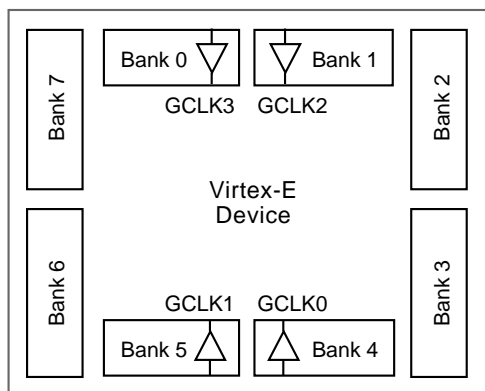 Bank 0
Bank 1
GCLK3
GCLK2
Bank 7
Bank 2
Virtex-E
Device
Bank 6
Bank 3
GCLK1
GCLK0
Bank 5
Bank 4